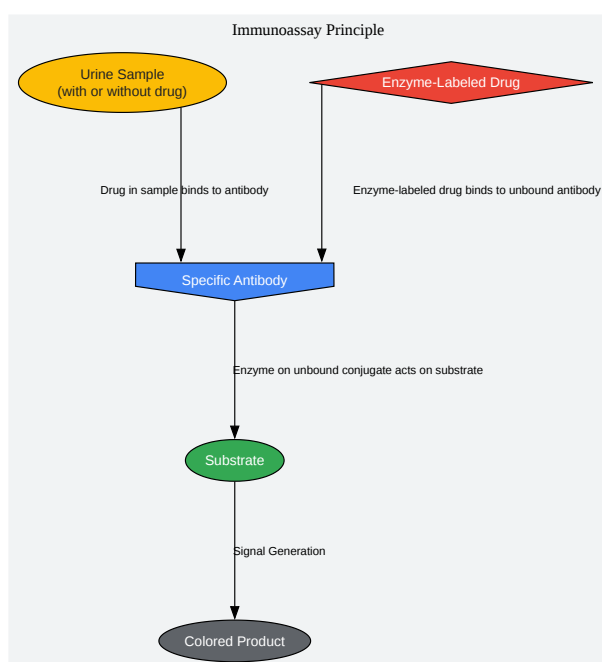 Immunoassay Principle
Urine Sample
(with or without drug)
Enzyme-Labeled Drug
Drug in sample binds to antibody
Enzyme-labeled drug binds to unbound antibody
Specific Antibody
Enzyme on unbound conjugate acts on substrate
Substrate
Signal Generation
Colored Product